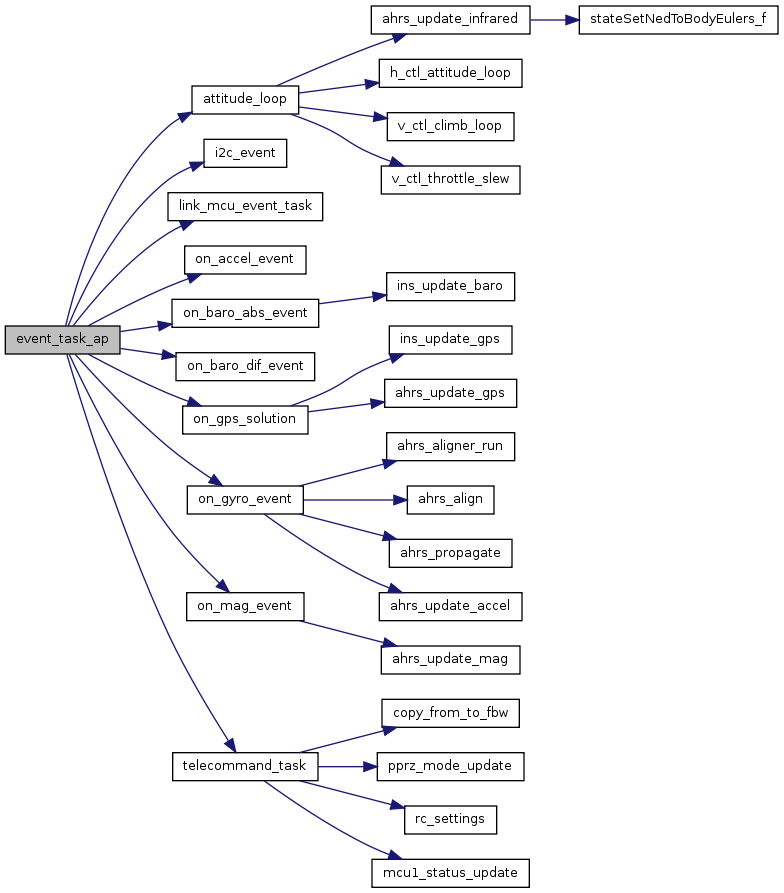 event_task_ap
attitude_loop
ahrs_update_infrared
stateSetNedToBodyEulers_f
h_ctl_attitude_loop
v_ctl_climb_loop
v_ctl_throttle_slew
i2c_event
link_mcu_event_task
on_accel_event
on_baro_abs_event
ins_update_baro
on_baro_dif_event
on_gps_solution
ins_update_gps
ahrs_update_gps
on_gyro_event
ahrs_aligner_run
ahrs_align
ahrs_propagate
ahrs_update_accel
on_mag_event
ahrs_update_mag
telecommand_task
copy_from_to_fbw
pprz_mode_update
rc_settings
mcu1_status_update